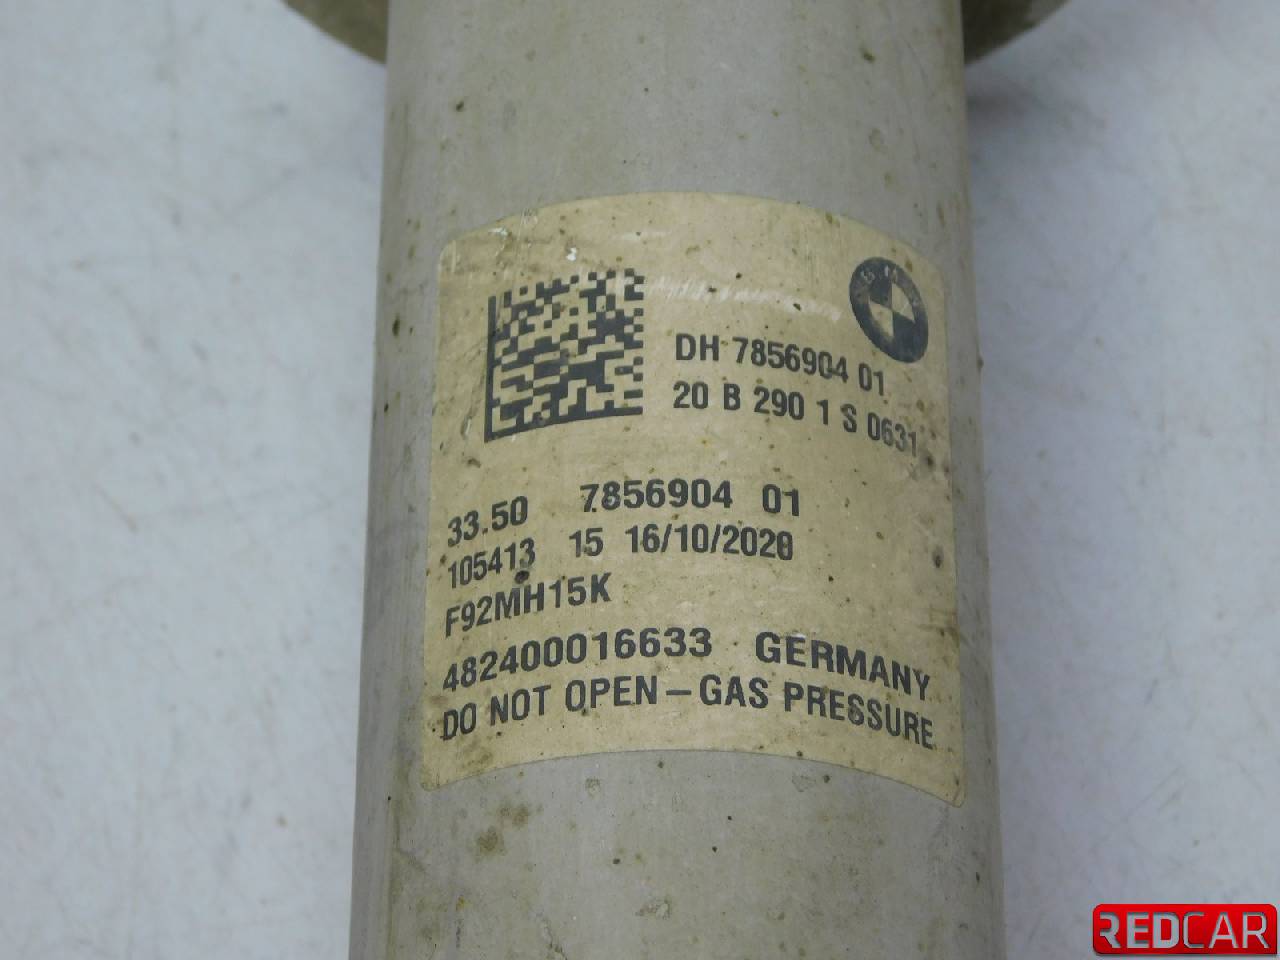 BMW
DH 7856904 01
20 B 290 1 S 0631
33.50 7856904 01
105413 15 16/10/2020
F92MH15K
482400016633 GERMANY
DO NOT OPEN – GAS PRESSURE
REDCAR